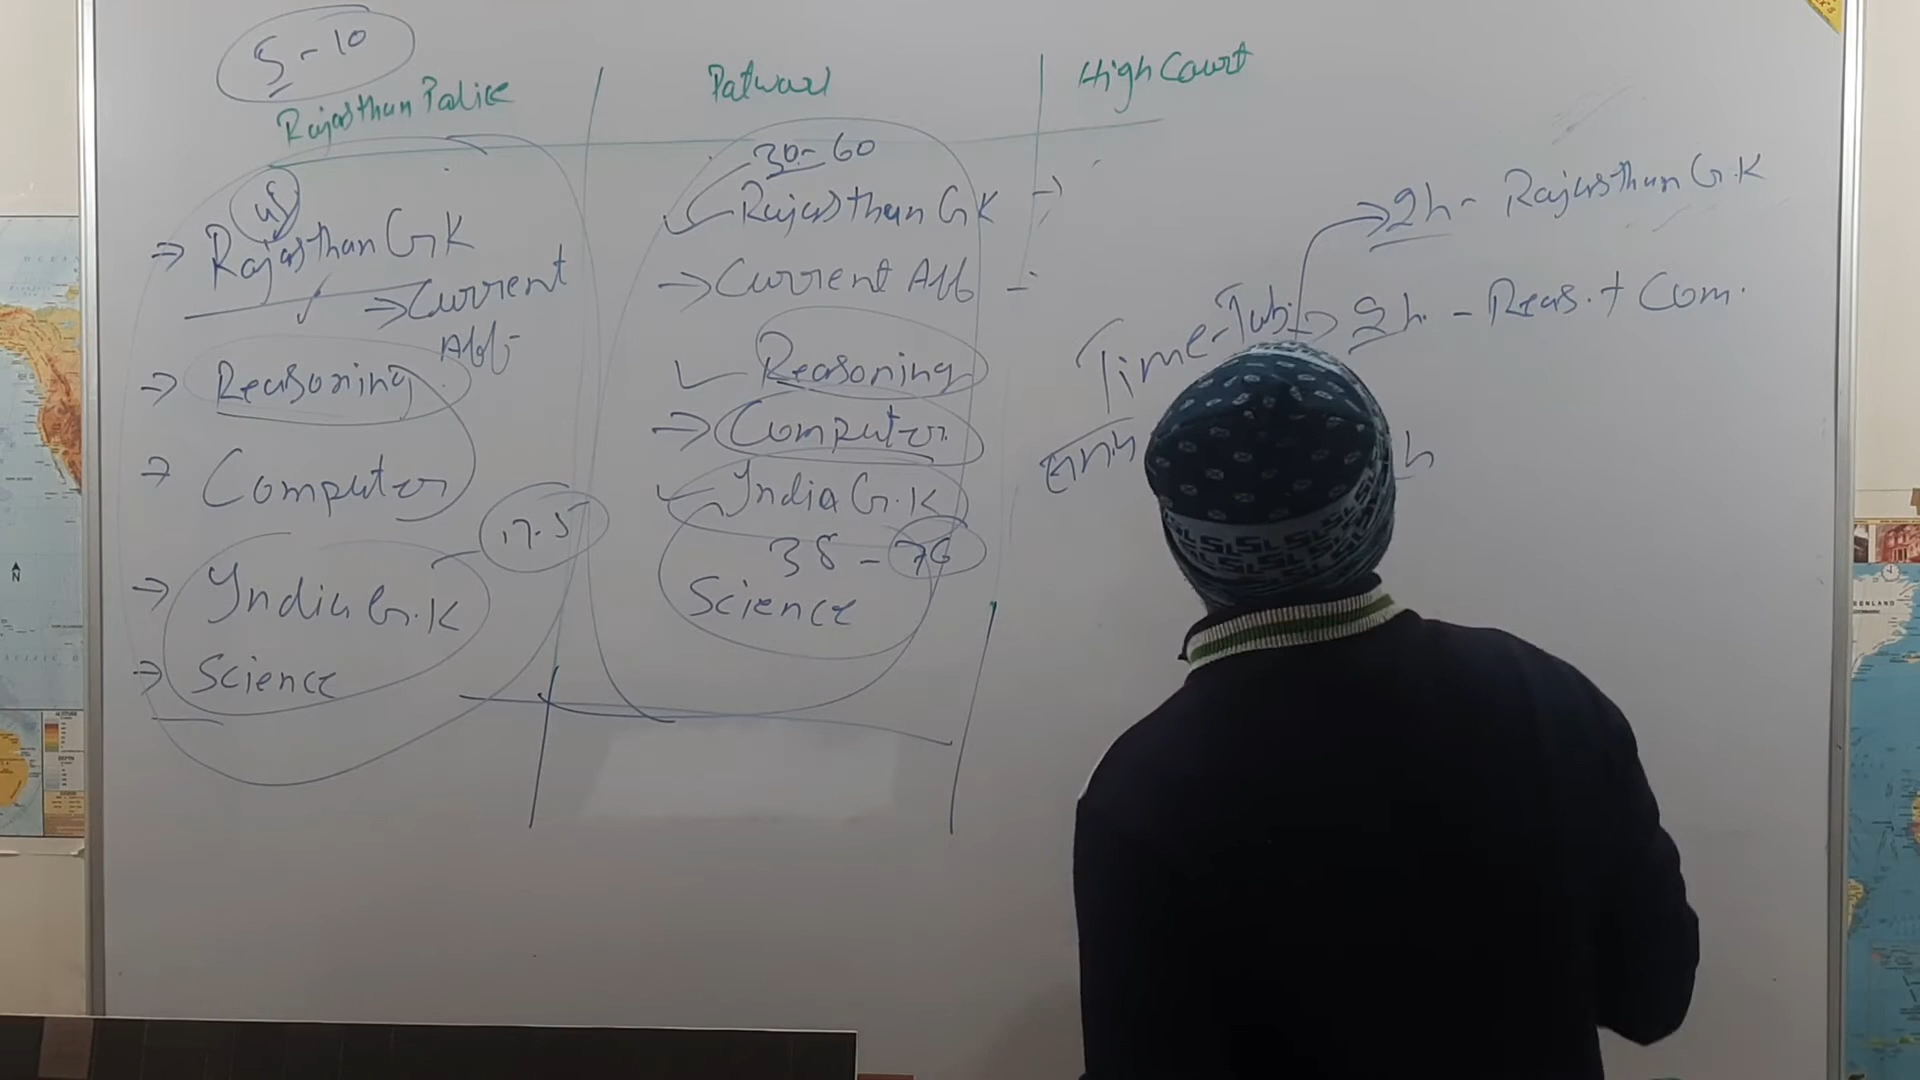 5-10
Rajasthan Police
Patwari
High Court
45
→ Rajasthan GK
→ Current Aff-
→ Reasoning
→ Computer
17.5
→ India G.K
→ Science
30-60
Rajasthan GK →
→ Current Aff -
Reasoning
→ Computer
India G.K
38 - 76
Science
Time-Tab
→ 2h - Rajasthan G.K
→ 2h - Reas. + Com.
h